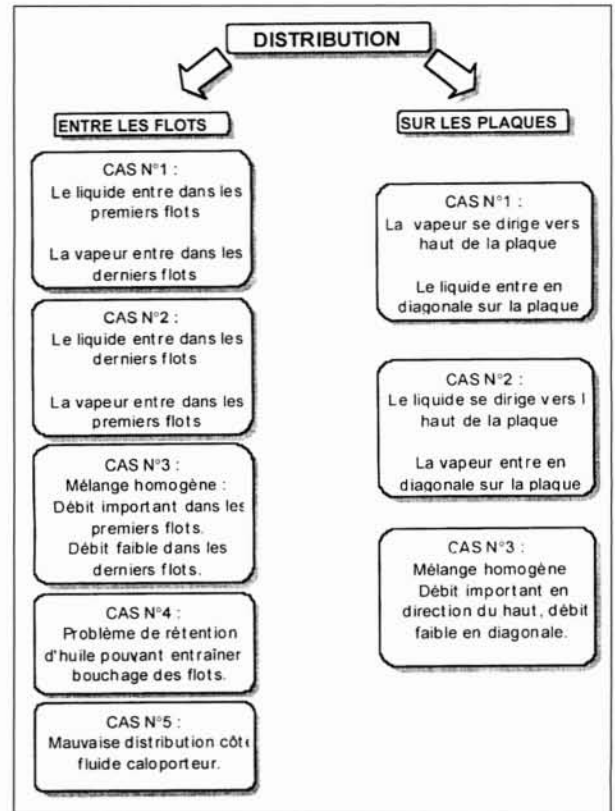 DISTRIBUTION
ENTRE LES FLOTS
CAS N°1 :
Le liquide entre dans les
premiers flots
La vapeur entre dans les
derniers flots
CAS N°2 :
Le liquide entre dans les
derniers flots
La vapeur entre dans les
premiers flots
CAS N°3 :
Mélange homogène :
Débit important dans les
premiers flots.
Débit faible dans les
derniers flots.
CAS N°4 :
Problème de rétention
d'huile pouvant entraîner
bouchage des flots.
CAS N°5 :
Mauvaise distribution côté
fluide caloporteur.
SUR LES PLAQUES
CAS N°1 :
La vapeur se dirige vers
haut de la plaque
Le liquide entre en
diagonale sur la plaque
CAS N°2 :
Le liquide se dirige vers l
haut de la plaque
La vapeur entre en
diagonale sur la plaque
CAS N°3 :
Mélange homogène
Débit important en
direction du haut, débit
faible en diagonale.